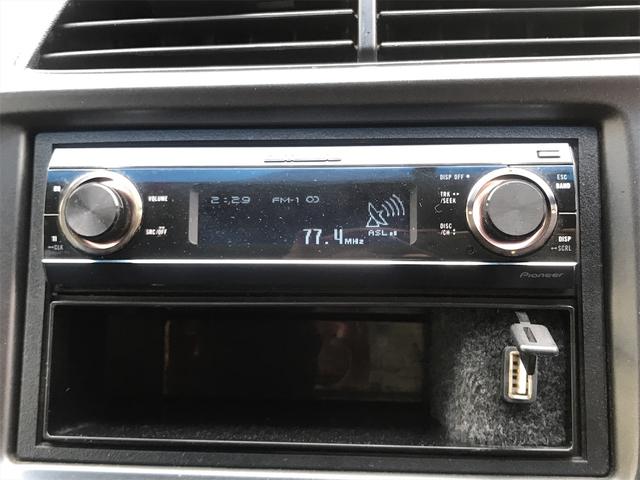 VOLUME
SRC/OFF
CLK
2:29 FM-1
77.4MHz
ASL
DISP OFF
TRK
/SEEK
DISC
/CH
ESC
BAND
DISP
SCRL
Pioneer